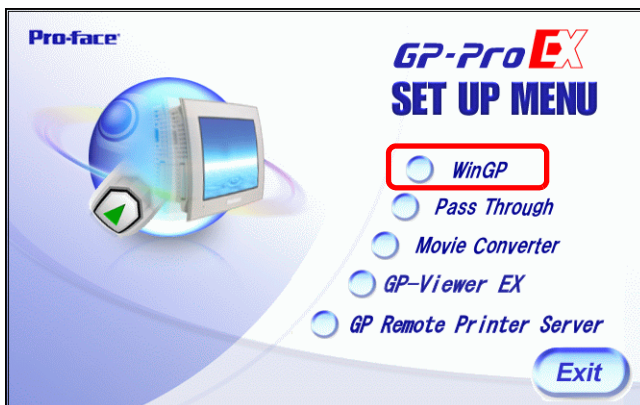 Pro-face
GP-Pro EX
SET UP MENU
WinGP
Pass Through
Movie Converter
GP-Viewer EX
GP Remote Printer Server
Exit